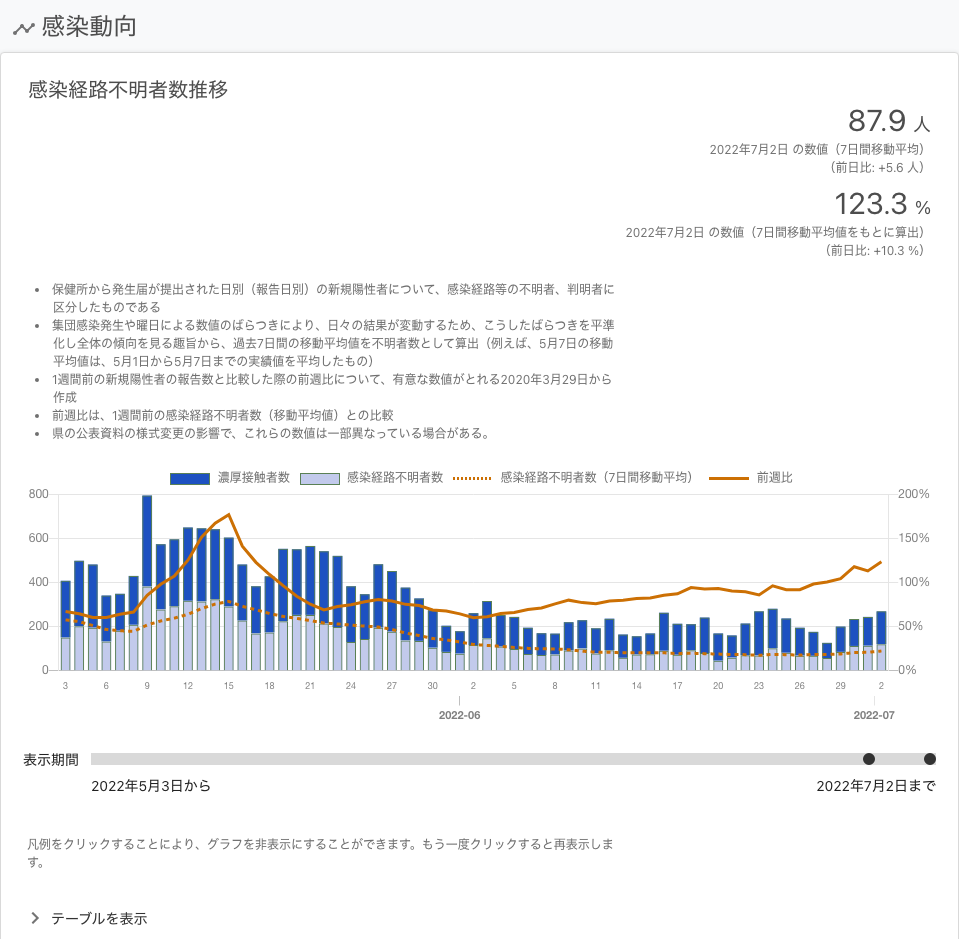 感染動向
感染経路不明者数推移
87.9 人
2022年7月2日 の数値（7日間移動平均）
（前日比: +5.6 人）
123.3 %
2022年7月2日 の数値（7日間移動平均値をもとに算出）
（前日比: +10.3 %）
• 保健所から発生届が提出された日別（報告日別）の新規陽性者について、感染経路等の不明者、判明者に
区分したものである
• 集団感染発生や曜日による数値のばらつきにより、日々の結果が変動するため、こうしたばらつきを平準
化し全体の傾向を見る趣旨から、過去7日間の移動平均値を不明者数として算出（例えば、5月7日の移動
平均値は、5月1日から5月7日までの実績値を平均したもの）
• 1週間前の新規陽性者の報告数と比較した際の前週比について、有意な数値がとれる2020年3月29日から
作成
• 前週比は、1週間前の感染経路不明者数（移動平均値）との比較
• 県の公表資料の様式変更の影響で、これらの数値は一部異なっている場合がある。
濃厚接触者数 感染経路不明者数 感染経路不明者数（7日間移動平均） 前週比
800 200%
600 150%
400 100%
200 50%
0 0%
3 6 9 12 15 18 21 24 27 30 2 5 8 11 14 17 20 23 26 29 2
2022-06 2022-07
表示期間
2022年5月3日から 2022年7月2日まで
凡例をクリックすることにより、グラフを非表示にすることができます。もう一度クリックすると再表示しま
す。
テーブルを表示